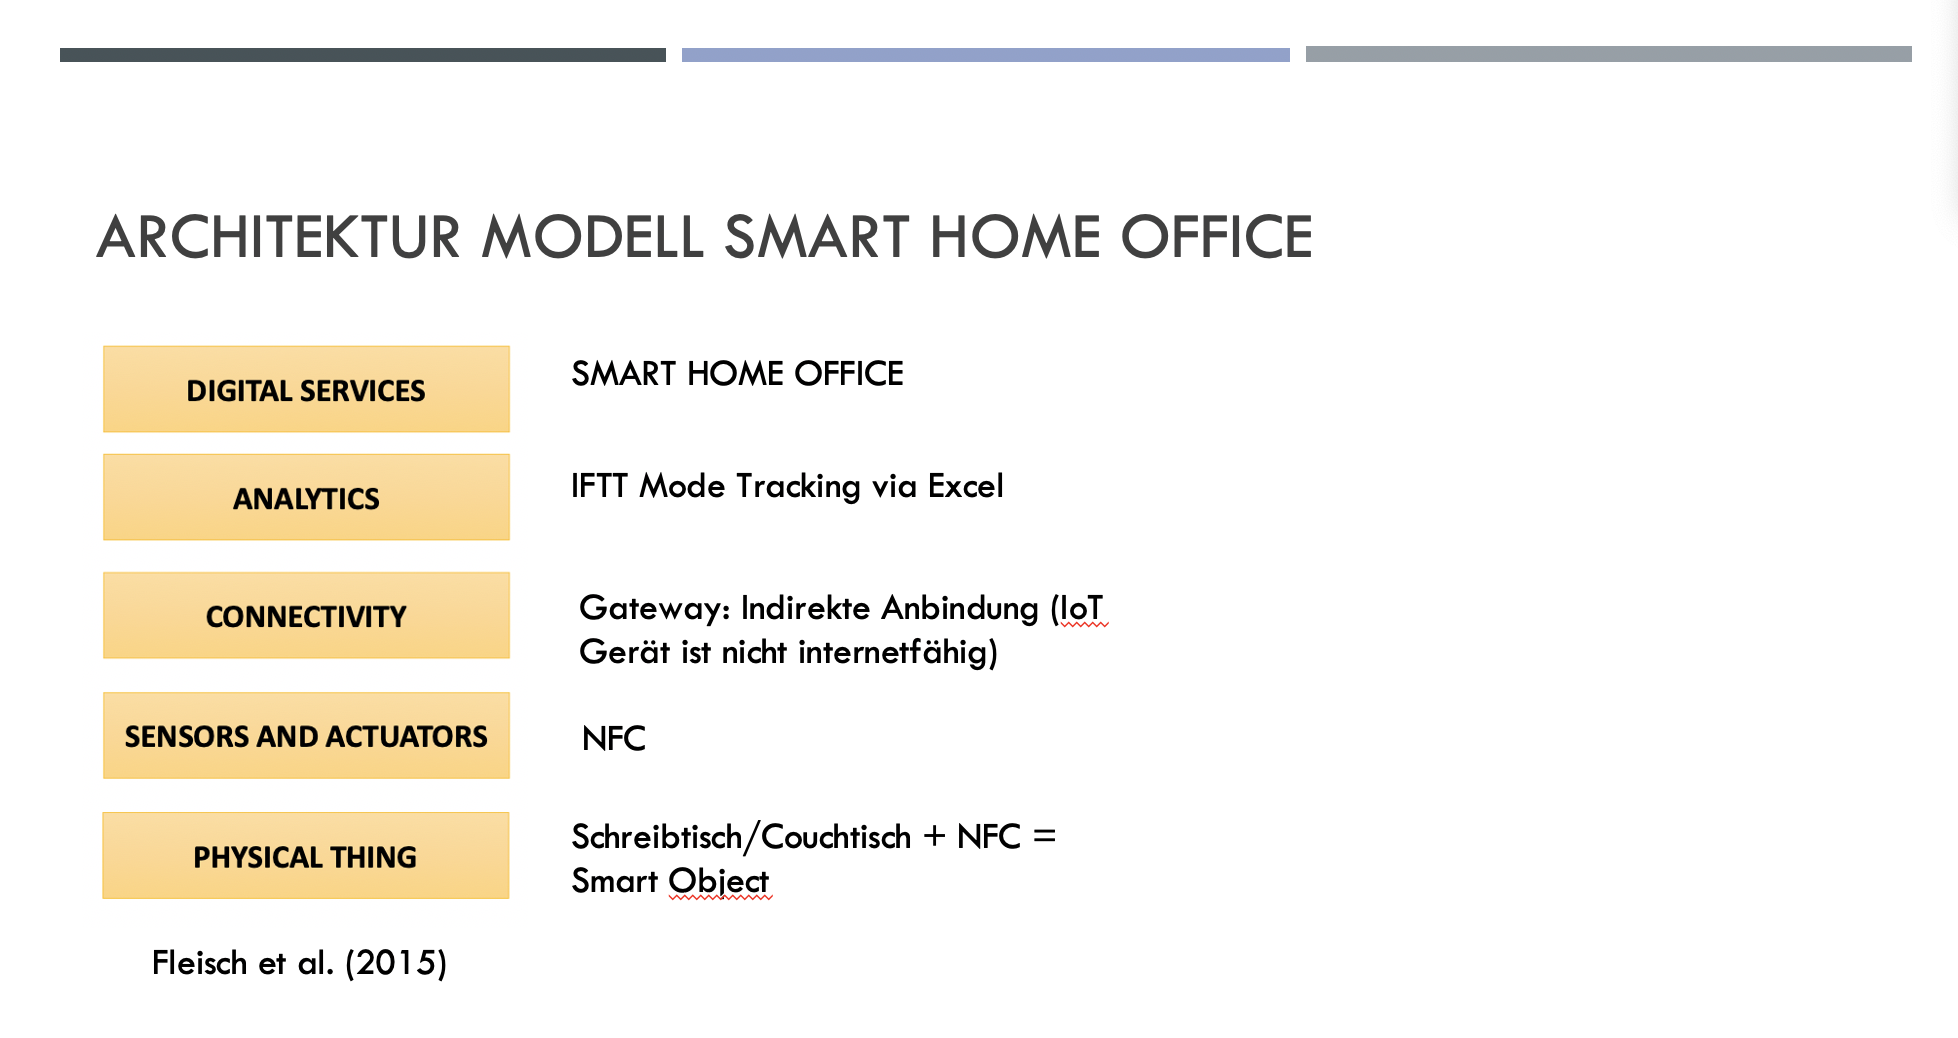 ARCHITEKTUR MODELL SMART HOME OFFICE
DIGITAL SERVICES
SMART HOME OFFICE
ANALYTICS
IFTT Mode Tracking via Excel
CONNECTIVITY
Gateway: Indirekte Anbindung (IoT
Gerät ist nicht internetfähig)
SENSORS AND ACTUATORS
NFC
PHYSICAL THING
Schreibtisch/Couchtisch + NFC =
Smart Object
Fleisch et al. (2015)